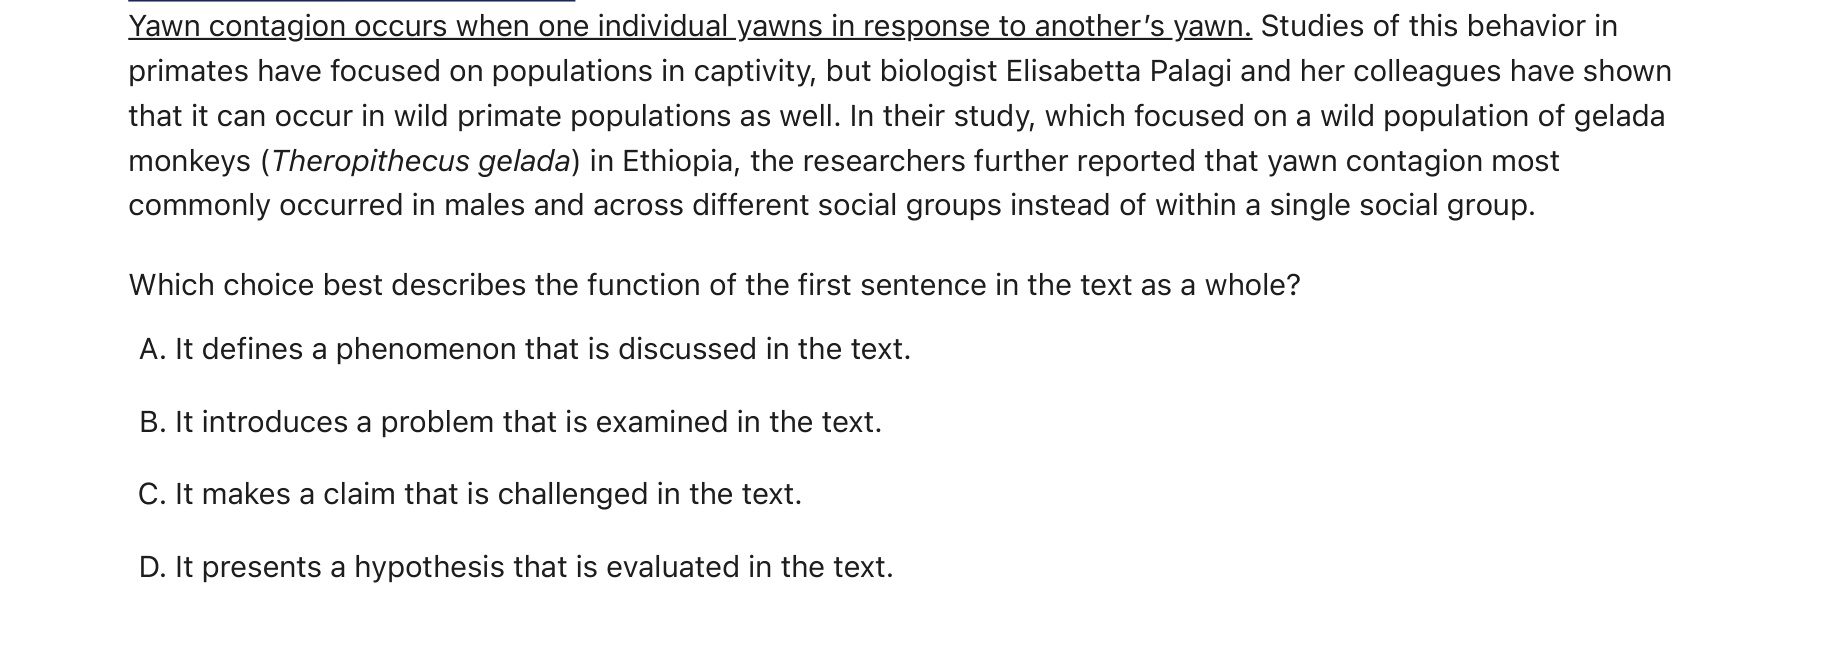 Yawn contagion occurs when one individual yawns in response to another’s yawn. Studies of this behavior in
primates have focused on populations in captivity, but biologist Elisabetta Palagi and her colleagues have shown
that it can occur in wild primate populations as well. In their study, which focused on a wild population of gelada
monkeys (Theropithecus gelada) in Ethiopia, the researchers further reported that yawn contagion most
commonly occurred in males and across different social groups instead of within a single social group.
Which choice best describes the function of the first sentence in the text as a whole?
A. It defines a phenomenon that is discussed in the text.
B. It introduces a problem that is examined in the text.
C. It makes a claim that is challenged in the text.
D. It presents a hypothesis that is evaluated in the text.